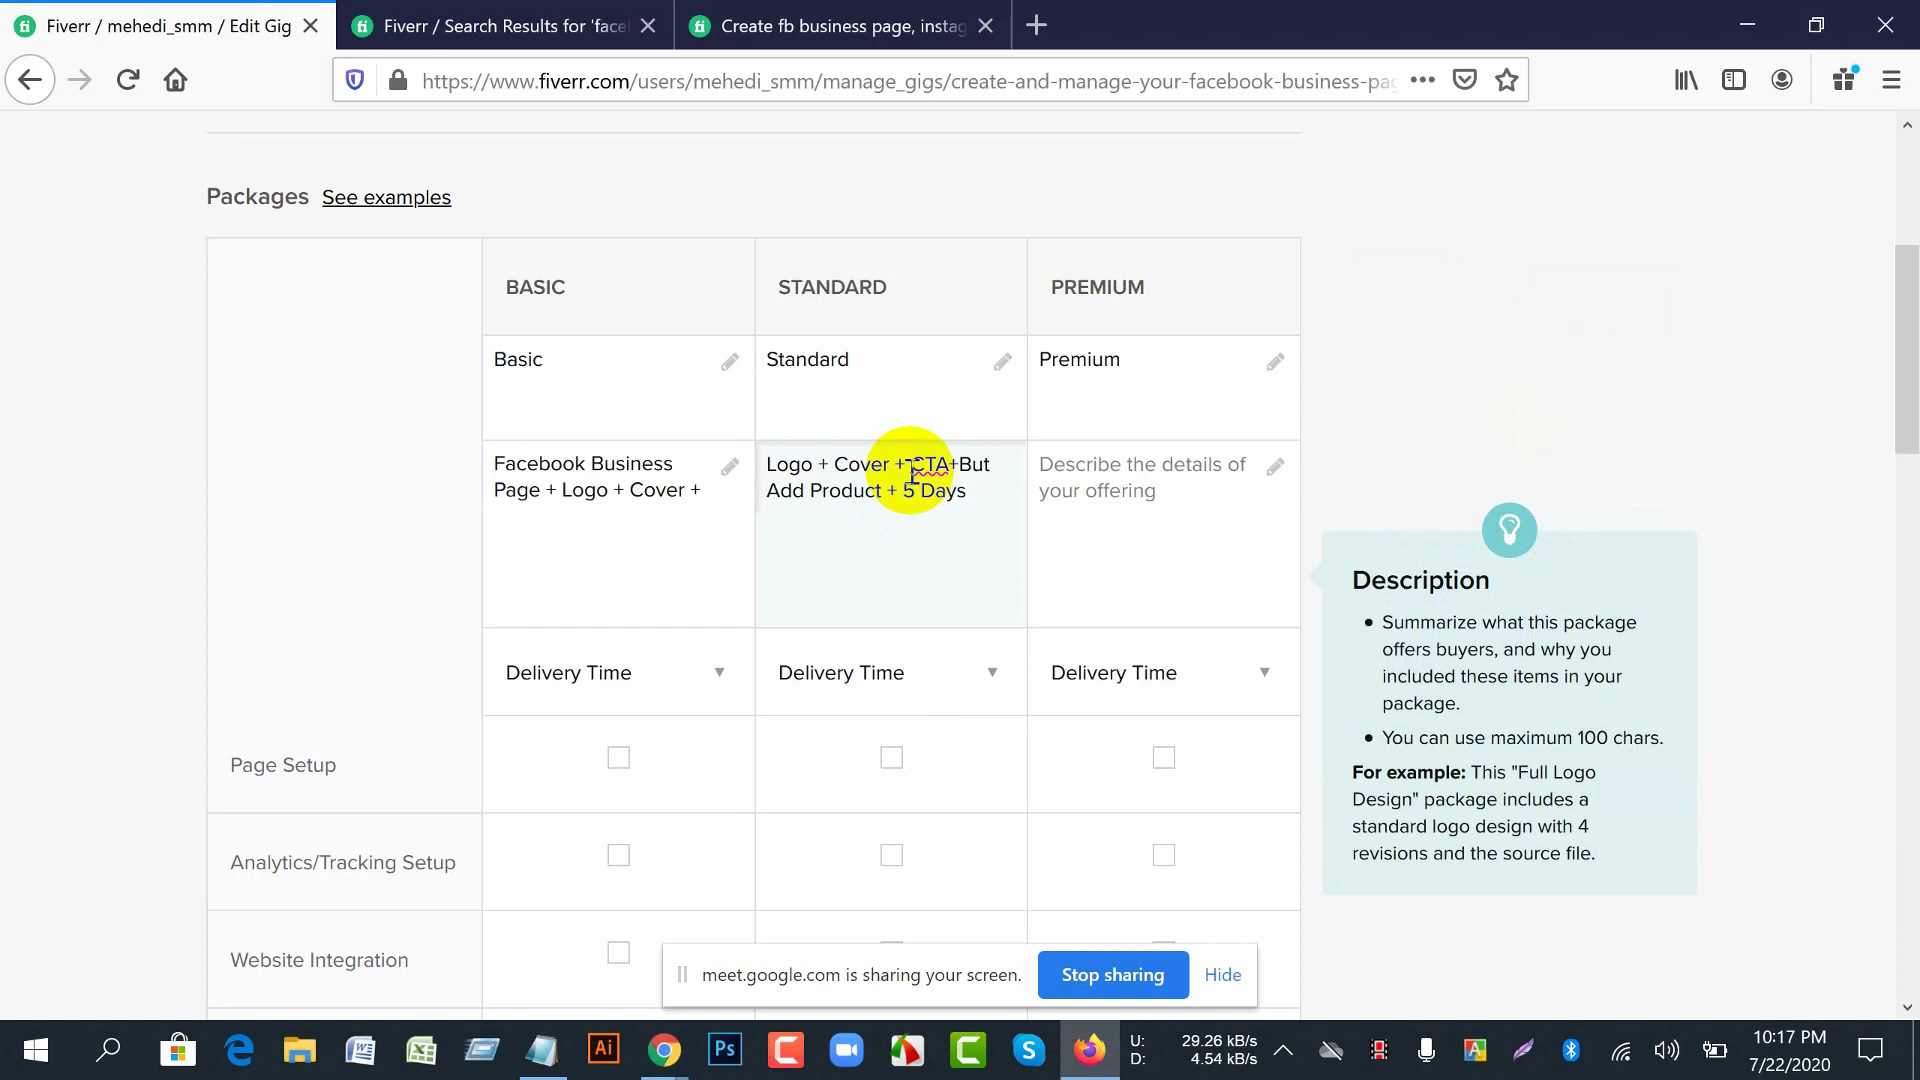 Fiverr / mehedi_smm / Edit Gig
Fiverr / Search Results for 'face
Create fb business page, instag
https://www.fiverr.com/users/mehedi_smm/manage_gigs/create-and-manage-your-facebook-business-pag
Packages See examples
BASIC STANDARD PREMIUM
Basic Standard Premium
Facebook Business
Page + Logo + Cover +
Logo + Cover + CTA+But
Add Product + 5 Days
Describe the details of
your offering
Delivery Time Delivery Time Delivery Time
Page Setup
Analytics/Tracking Setup
Website Integration
Description
Summarize what this package
offers buyers, and why you
included these items in your
package.
You can use maximum 100 chars.
For example: This "Full Logo
Design" package includes a
standard logo design with 4
revisions and the source file.
meet.google.com is sharing your screen. Stop sharing Hide
U: 29.26 kB/s
D: 4.54 kB/s
10:17 PM
7/22/2020